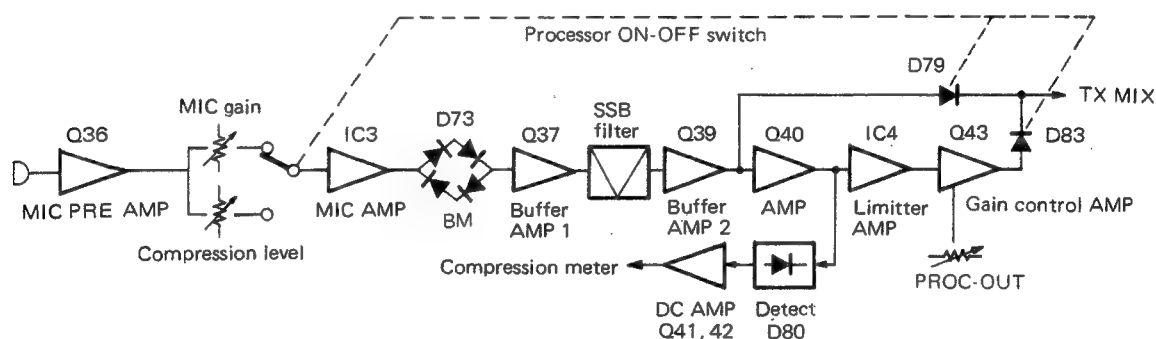 Processor ON-OFF switch
D79
TX MIX
MIC gain
Q36
IC3
D73
Q37
SSB
filter
Q39
Q40
IC4
Q43
D83
MIC PRE AMP
MIC AMP
BM
Buffer
AMP 1
Buffer
AMP 2
AMP
Limitter
AMP
Gain control AMP
Compression level
Compression meter
PROC-OUT
DC AMP
Q41, 42
Detect
D80